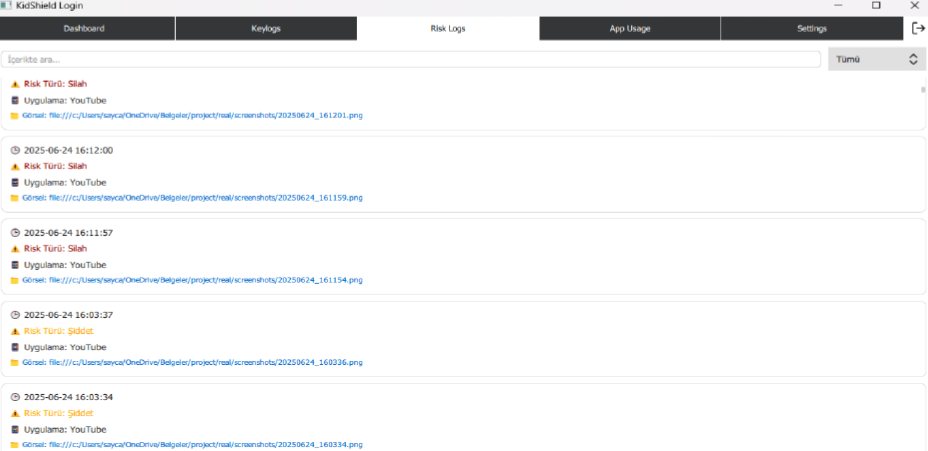 KidShield Login
Dashboard Keylogs Risk Logs App Usage Settings
İçerikte ara... Tümü
Risk Türü: Silah
Uygulama: YouTube
Görsel: file:///c:/Users/sayca/OneDrive/Belgeler/project/real/screenshots/20250624_161201.png
2025-06-24 16:12:00
Risk Türü: Silah
Uygulama: YouTube
Görsel: file:///c:/Users/sayca/OneDrive/Belgeler/project/real/screenshots/20250624_161159.png
2025-06-24 16:11:57
Risk Türü: Silah
Uygulama: YouTube
Görsel: file:///c:/Users/sayca/OneDrive/Belgeler/project/real/screenshots/20250624_161154.png
2025-06-24 16:03:37
Risk Türü: Şiddet
Uygulama: YouTube
Görsel: file:///c:/Users/sayca/OneDrive/Belgeler/project/real/screenshots/20250624_160336.png
2025-06-24 16:03:34
Risk Türü: Şiddet
Uygulama: YouTube
Görsel: file:///c:/Users/sayca/OneDrive/Belgeler/project/real/screenshots/20250624_160334.png